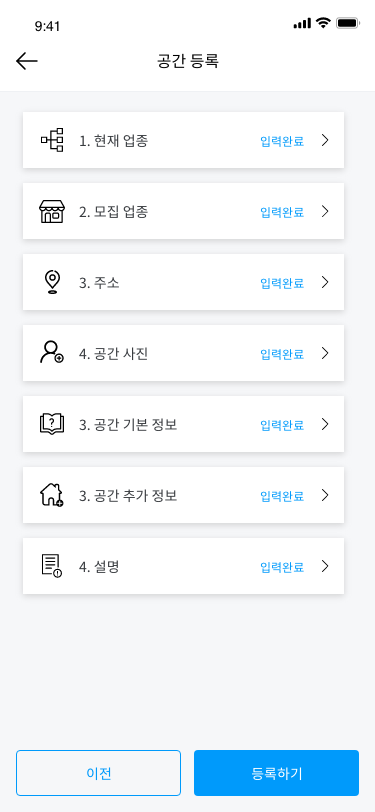 9:41
공간 등록
1. 현재 업종 입력완료
2. 모집 업종 입력완료
3. 주소 입력완료
4. 공간 사진 입력완료
3. 공간 기본 정보 입력완료
3. 공간 추가 정보 입력완료
4. 설명 입력완료
이전 등록하기